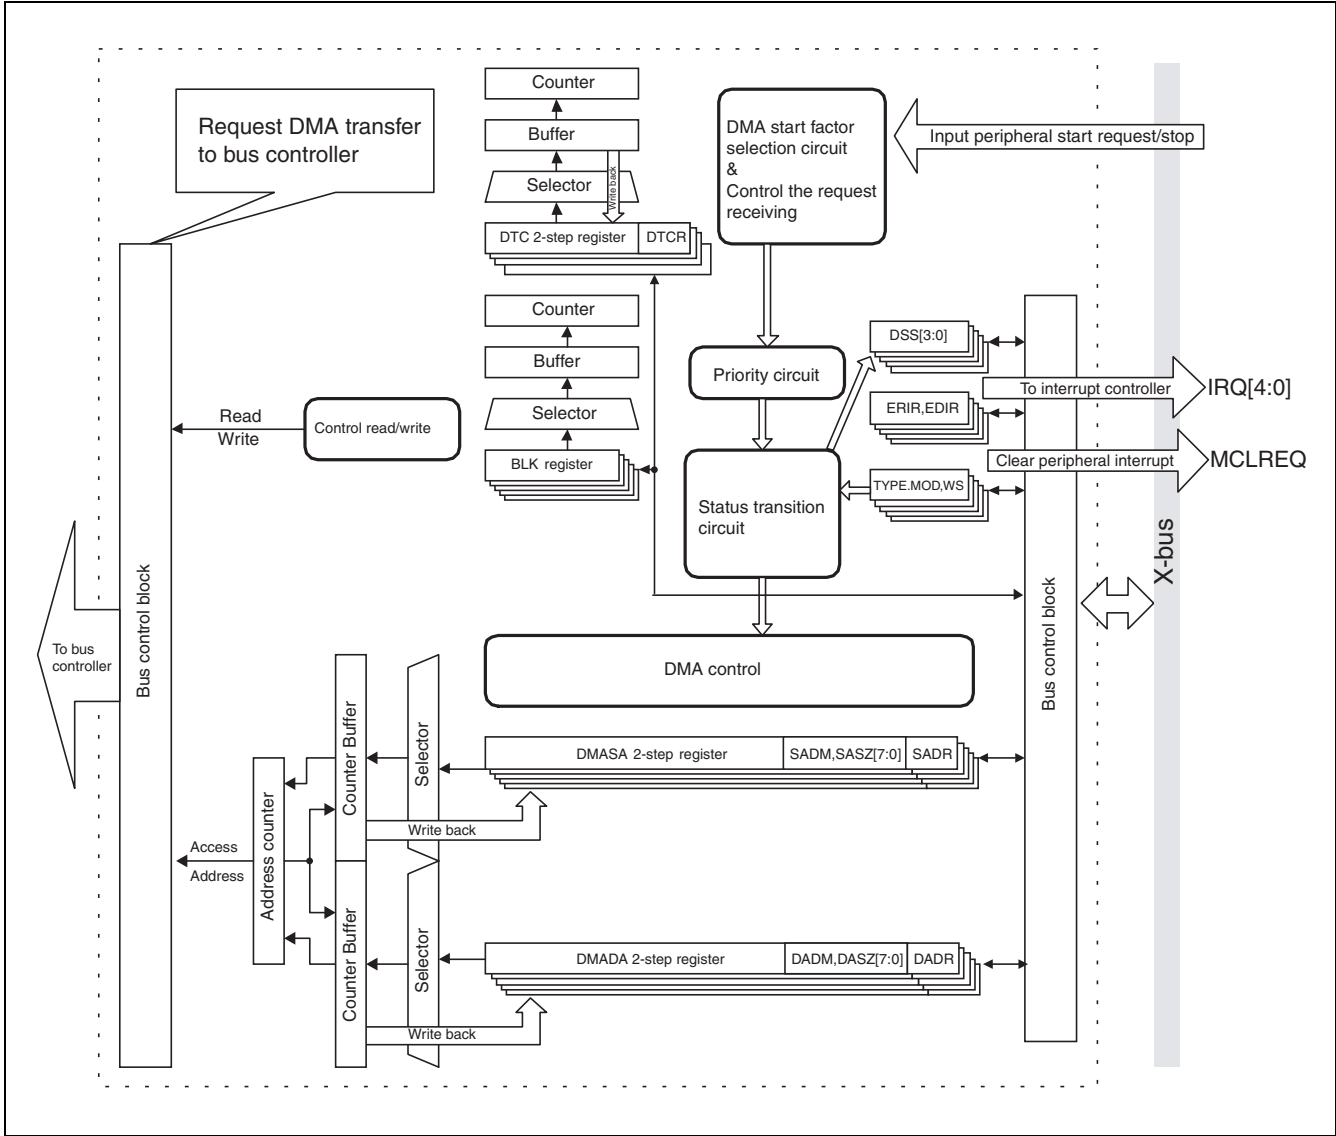 Request DMA transfer
to bus controller
Counter
Buffer
Selector
Write back
DTC 2-step register
DTCR
DMA start factor
selection circuit
&
Control the request
receiving
Input peripheral start request/stop
Counter
Buffer
Selector
BLK register
Priority circuit
DSS[3:0]
To interrupt controller
IRQ[4:0]
ERIR,EDIR
Clear peripheral interrupt
MCLREQ
TYPE.MOD,WS
Read
Write
Control read/write
Status transition
circuit
X-bus
To bus
controller
Bus control block
Bus control block
DMA control
Counter Buffer
Selector
DMASA 2-step register
SADM,SASZ[7:0]
SADR
Write back
Access
Address
Address counter
Counter Buffer
Selector
DMADA 2-step register
DADM,DASZ[7:0]
DADR
Write back